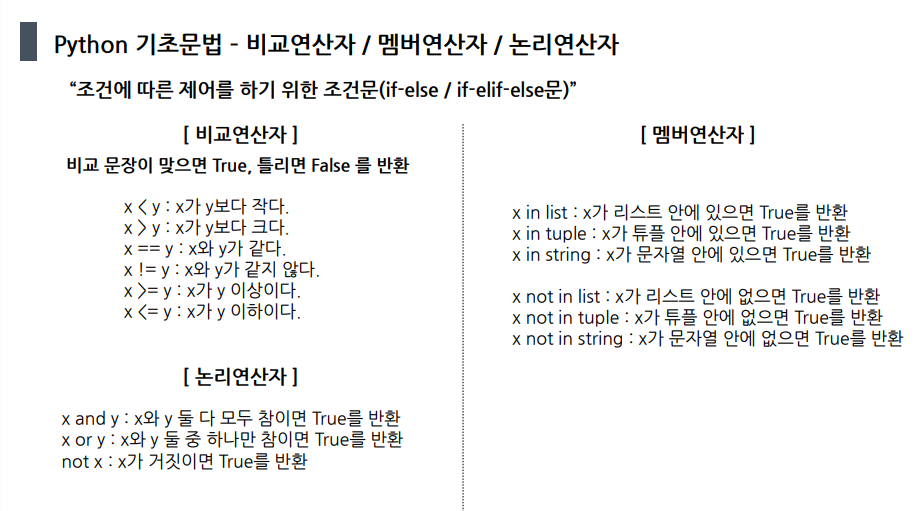 Python 기초문법 - 비교연산자 / 멤버연산자 / 논리연산자
“조건에 따른 제어를 하기 위한 조건문(if-else / if-elif-else문)”
[ 비교연산자 ]
비교 문장이 맞으면 True, 틀리면 False 를 반환
x < y : x가 y보다 작다.
x > y : x가 y보다 크다.
x == y : x와 y가 같다.
x != y : x와 y가 같지 않다.
x >= y : x가 y 이상이다.
x <= y : x가 y 이하이다.
[ 논리연산자 ]
x and y : x와 y 둘 다 모두 참이면 True를 반환
x or y : x와 y 둘 중 하나만 참이면 True를 반환
not x : x가 거짓이면 True를 반환
[ 멤버연산자 ]
x in list : x가 리스트 안에 있으면 True를 반환
x in tuple : x가 튜플 안에 있으면 True를 반환
x in string : x가 문자열 안에 있으면 True를 반환
x not in list : x가 리스트 안에 없으면 True를 반환
x not in tuple : x가 튜플 안에 없으면 True를 반환
x not in string : x가 문자열 안에 없으면 True를 반환